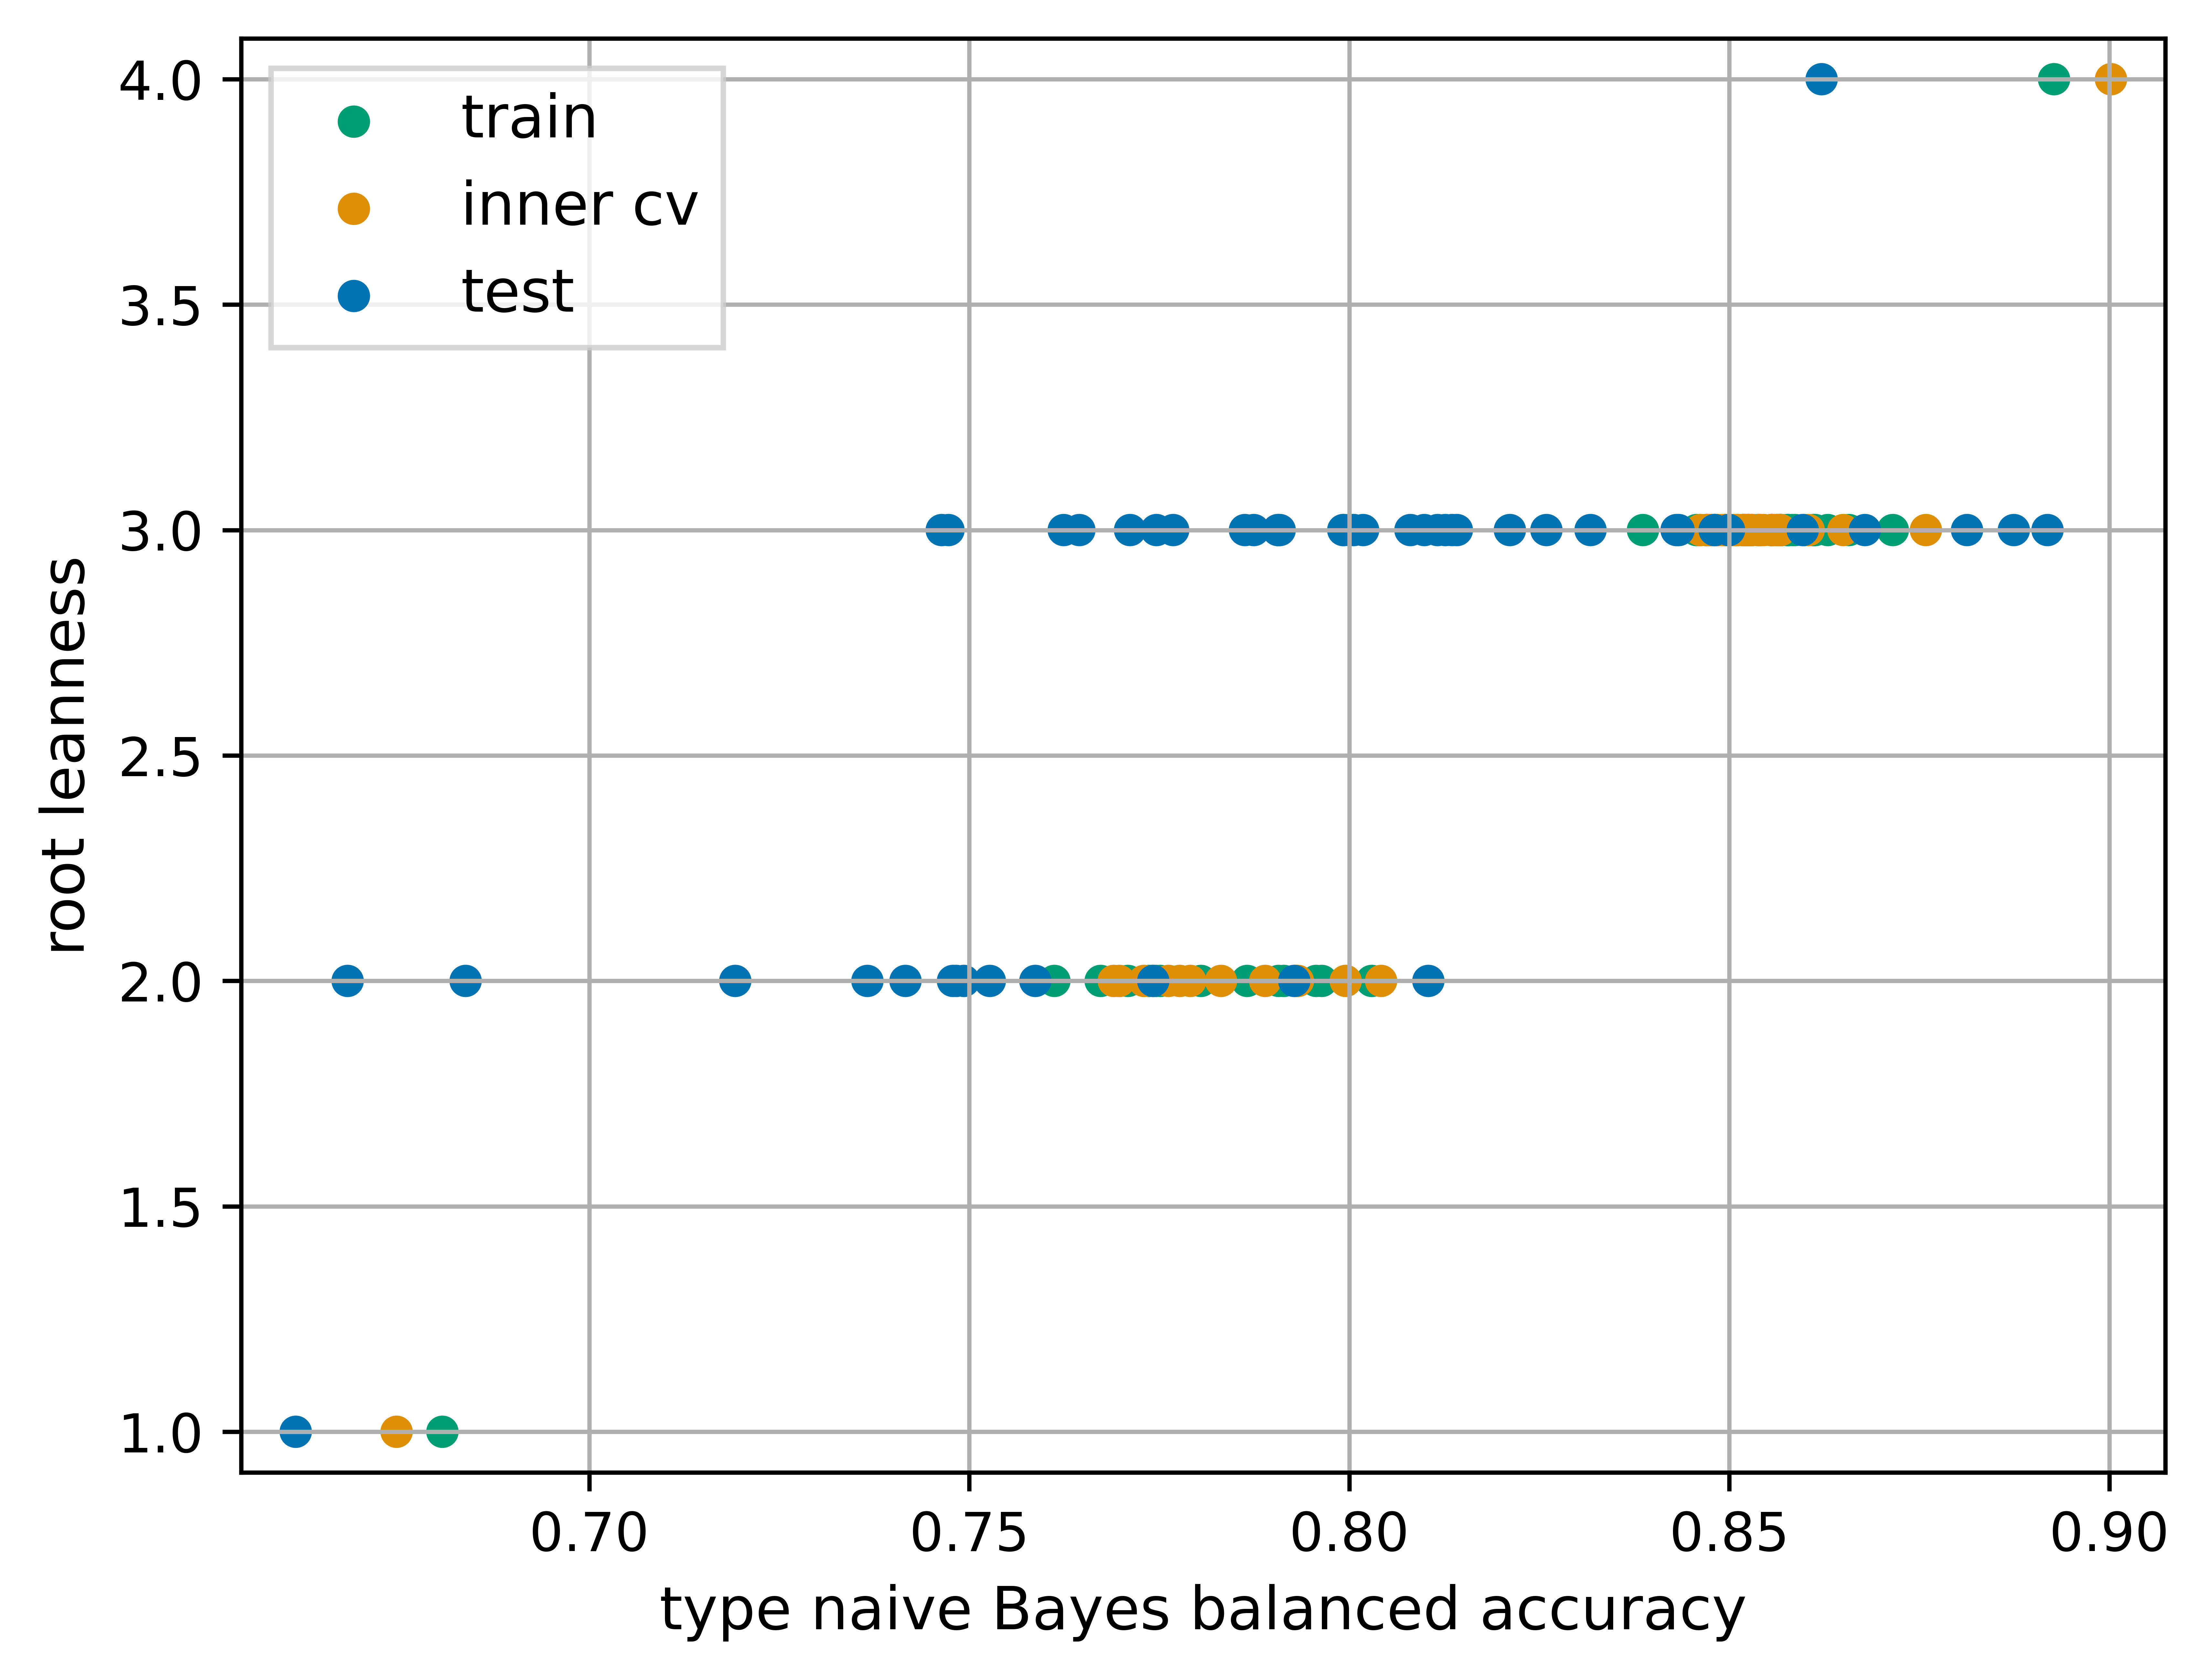 train
inner cv
test
4.0
3.5
3.0
2.5
2.0
1.5
1.0
root leanness
0.70 0.75 0.80 0.85 0.90
type naive Bayes balanced accuracy